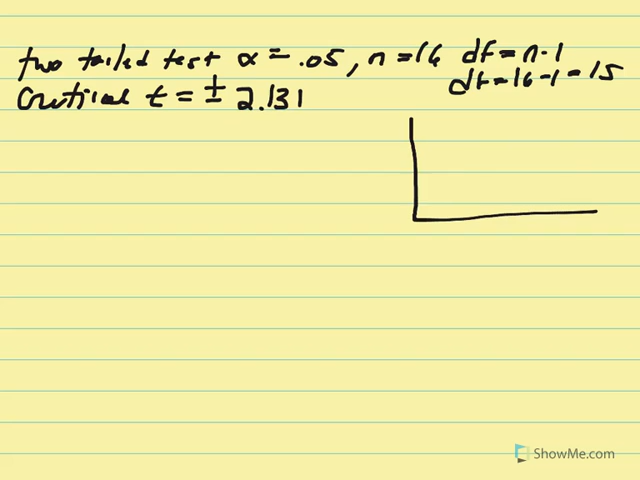 two tailed test α = .05, n = 16 df = n - 1
df = 16 - 1 = 15
critical t = ± 2.131
ShowMe.com